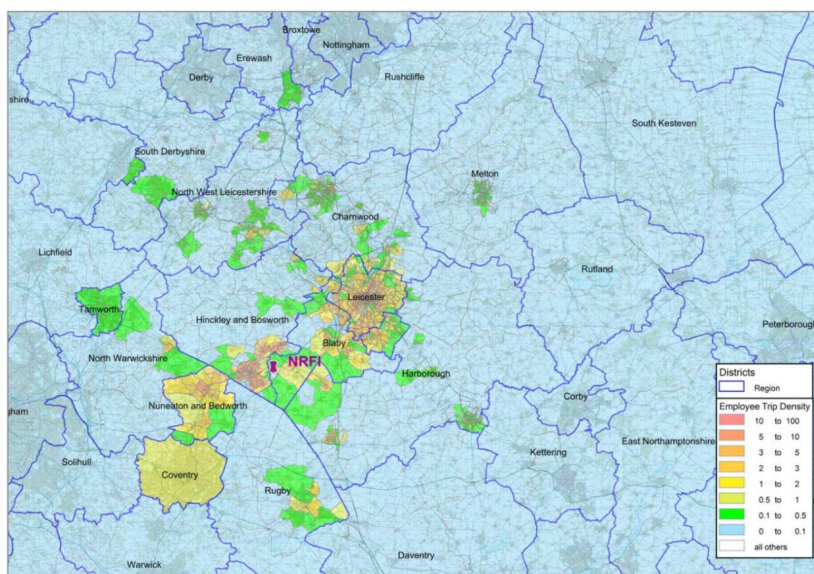 Broxtowe
Nottingham
Erewash
Derby
Rushcliffe
shire
South Kesteven
South Derbyshire
Melton
North West Leicestershire
Charnwood
Lichfield
Rutland
Leicester
Tamworth
Hinckley and Bosworth
Peterborough
Blaby
North Warwickshire
NRFI
Harborough
Districts
Region
Corby
Nuneaton and Bedworth
Employee Trip Density
10 to 100
5 to 10
3 to 5
2 to 3
1 to 2
0.5 to 1
0.1 to 0.5
0 to 0.1
all others
gham
East Northamptonshire
Kettering
Solihull
Coventry
Rugby
Daventry
Warwick